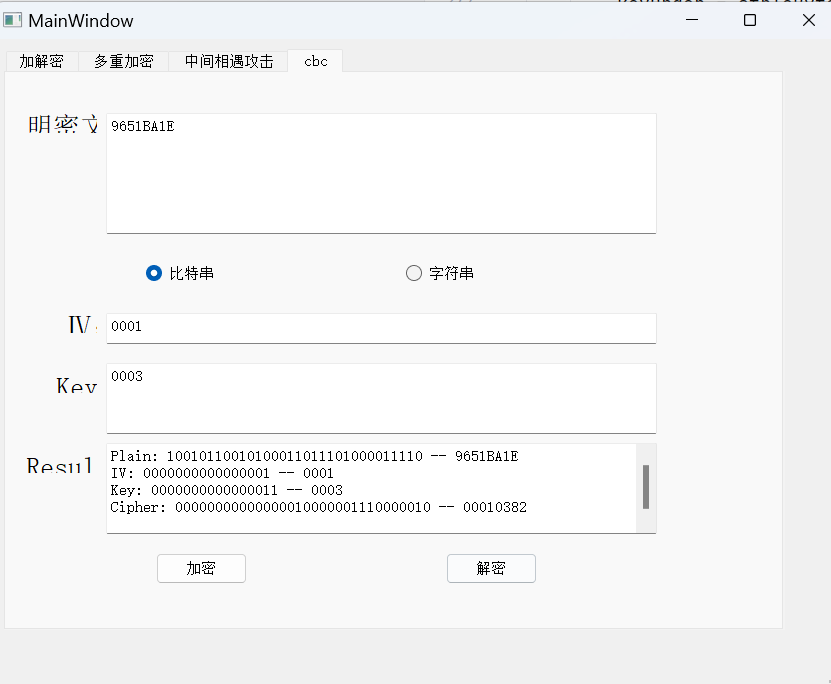 MainWindow
加解密 多重加密 中间相遇攻击 cbc
明密文
9651BA1E
比特串 字符串
IV
0001
Key
0003
Resul
Plain: 10010110010100011011101000011110 -- 9651BA1E
IV: 0000000000000001 -- 0001
Key: 0000000000000011 -- 0003
Cipher: 00000000000000010000001110000010 -- 00010382
加密 解密